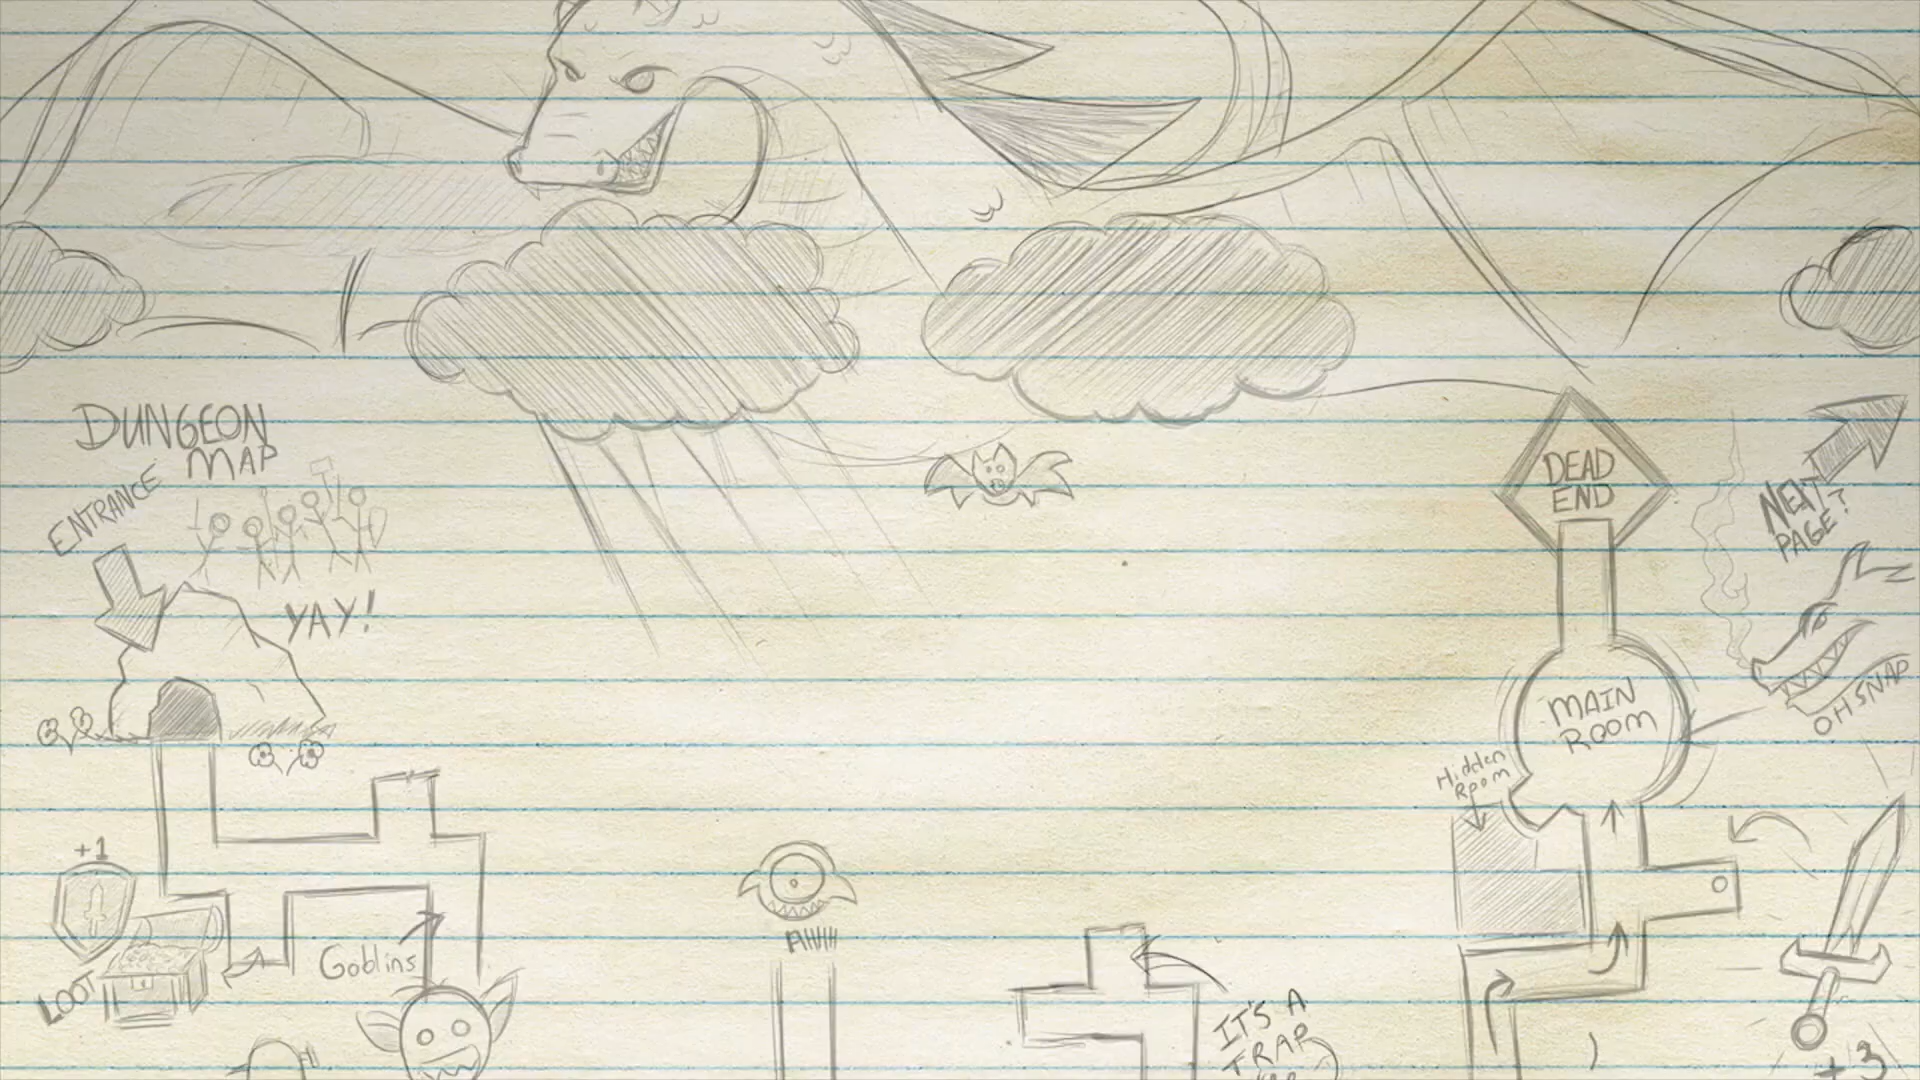 DUNGEON
MAP
ENTRANCE
YAY!
+1
LOOT
Goblins
IT'S A
TRAP
DEAD
END
MAIN
ROOM
Hidden
Room
NEXT
PAGE?
OH SNAP
+3